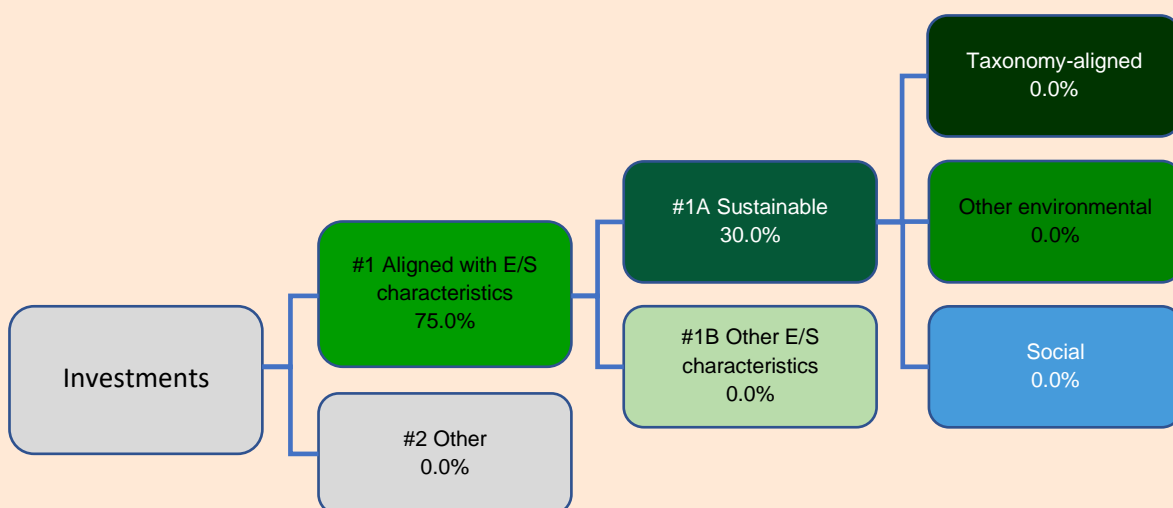 Investments
#1 Aligned with E/S
characteristics
75.0%
#2 Other
0.0%
#1A Sustainable
30.0%
#1B Other E/S
characteristics
0.0%
Taxonomy-aligned
0.0%
Other environmental
0.0%
Social
0.0%